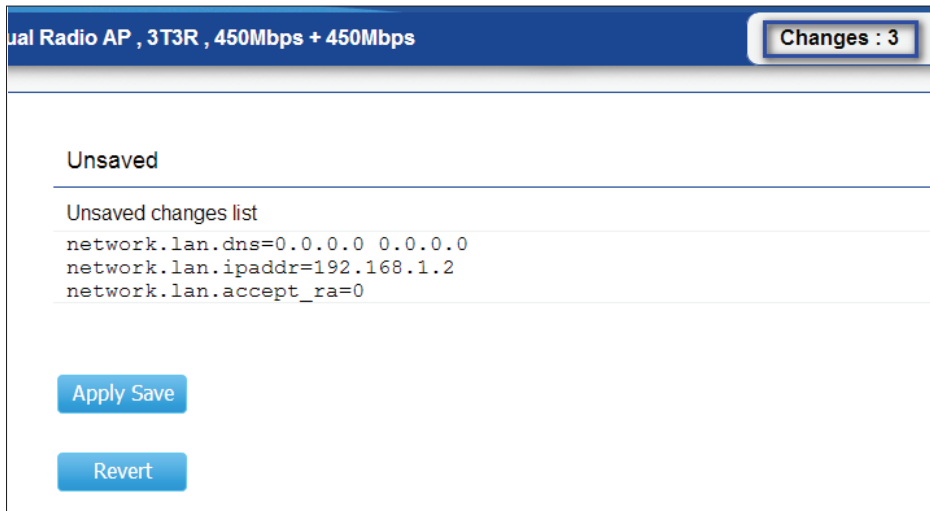 ual Radio AP , 3T3R , 450Mbps + 450Mbps
Changes : 3
Unsaved
Unsaved changes list
network.lan.dns=0.0.0.0 0.0.0.0
network.lan.ipaddr=192.168.1.2
network.lan.accept_ra=0
Apply Save
Revert